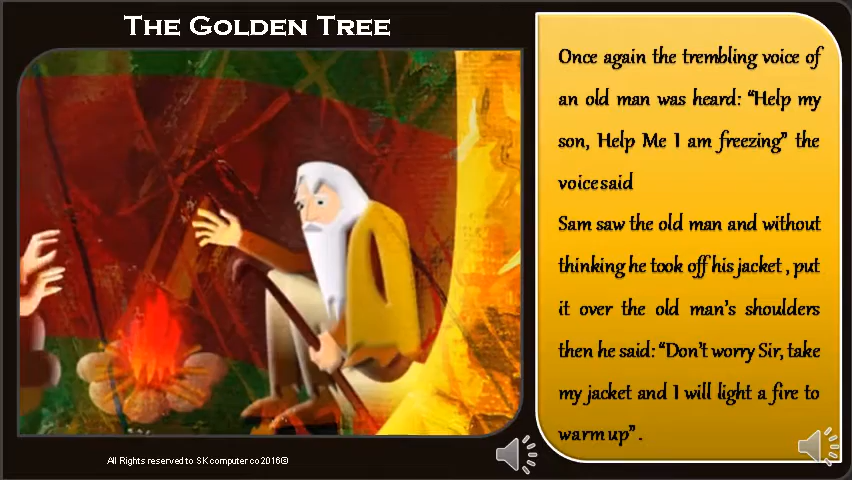 THE GOLDEN TREE
Once again the trembling voice of
an old man was heard: “Help my
son, Help Me I am freezing” the
voice said
Sam saw the old man and without
thinking he took off his jacket , put
it over the old man’s shoulders
then he said: “Don’t worry Sir, take
my jacket and I will light a fire to
warm up” .
All Rights reserved to SK computer co 2016©